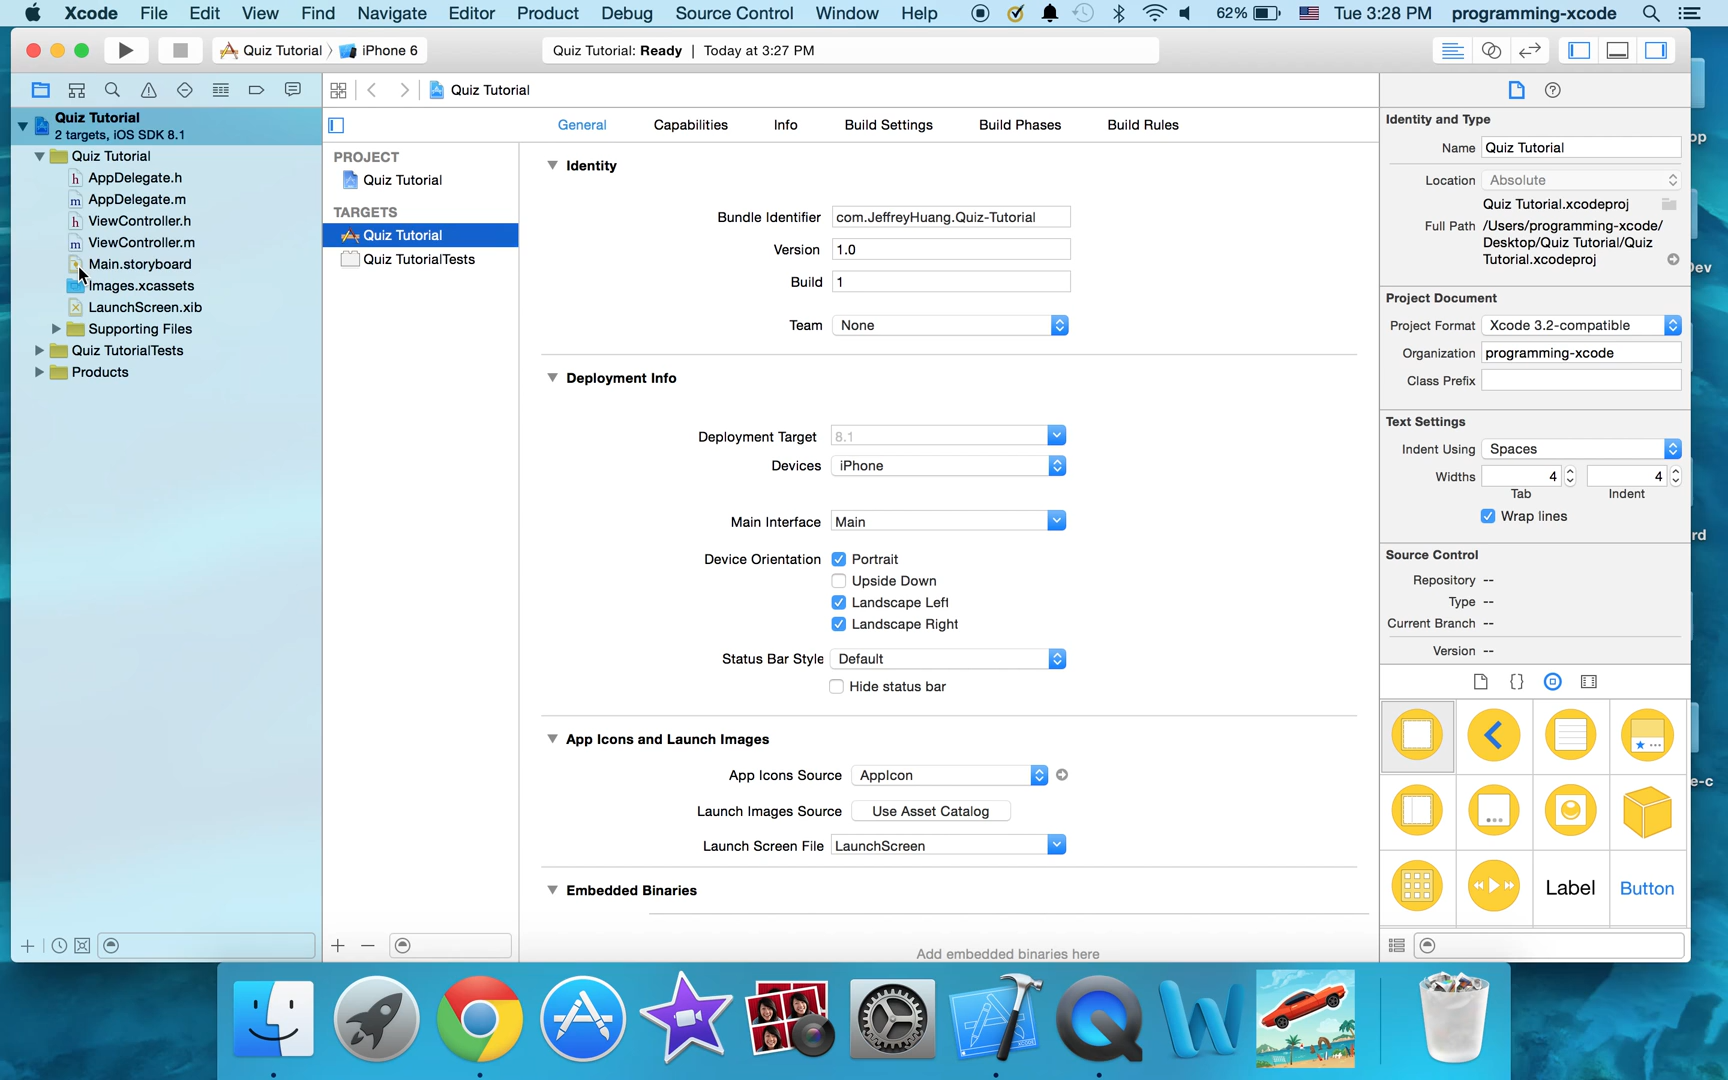 Xcode File Edit View Find Navigate Editor Product Debug Source Control Window Help 62% Tue 3:28 PM programming-xcode
Quiz Tutorial iPhone 6
Quiz Tutorial: Ready | Today at 3:27 PM
Quiz Tutorial
2 targets, iOS SDK 8.1
Quiz Tutorial
AppDelegate.h
AppDelegate.m
ViewController.h
ViewController.m
Main.storyboard
Images.xcassets
LaunchScreen.xib
Supporting Files
Quiz TutorialTests
Products
Quiz Tutorial
General Capabilities Info Build Settings Build Phases Build Rules
PROJECT
Quiz Tutorial
TARGETS
Quiz Tutorial
Quiz TutorialTests
Identity
Bundle Identifier com.JeffreyHuang.Quiz-Tutorial
Version 1.0
Build 1
Team None
Deployment Info
Deployment Target 8.1
Devices iPhone
Main Interface Main
Device Orientation Portrait
Upside Down
Landscape Left
Landscape Right
Status Bar Style Default
Hide status bar
App Icons and Launch Images
App Icons Source AppIcon
Launch Images Source Use Asset Catalog
Launch Screen File LaunchScreen
Embedded Binaries
Add embedded binaries here
Identity and Type
Name Quiz Tutorial
Location Absolute
Quiz Tutorial.xcodeproj
Full Path /Users/programming-xcode/
Desktop/Quiz Tutorial/Quiz
Tutorial.xcodeproj
Project Document
Project Format Xcode 3.2-compatible
Organization programming-xcode
Class Prefix
Text Settings
Indent Using Spaces
Widths 4 4
Tab Indent
Wrap lines
Source Control
Repository --
Type --
Current Branch --
Version --
Label Button